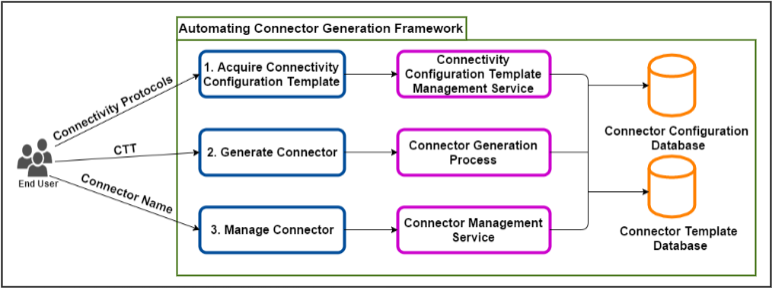 Automating Connector Generation Framework
1. Acquire Connectivity
Configuration Template
Connectivity
Configuration Template
Management Service
Connectivity Protocols
Connector Configuration
Database
CTT
2. Generate Connector
Connector Generation
Process
End User
Connector Name
3. Manage Connector
Connector Management
Service
Connector Template
Database